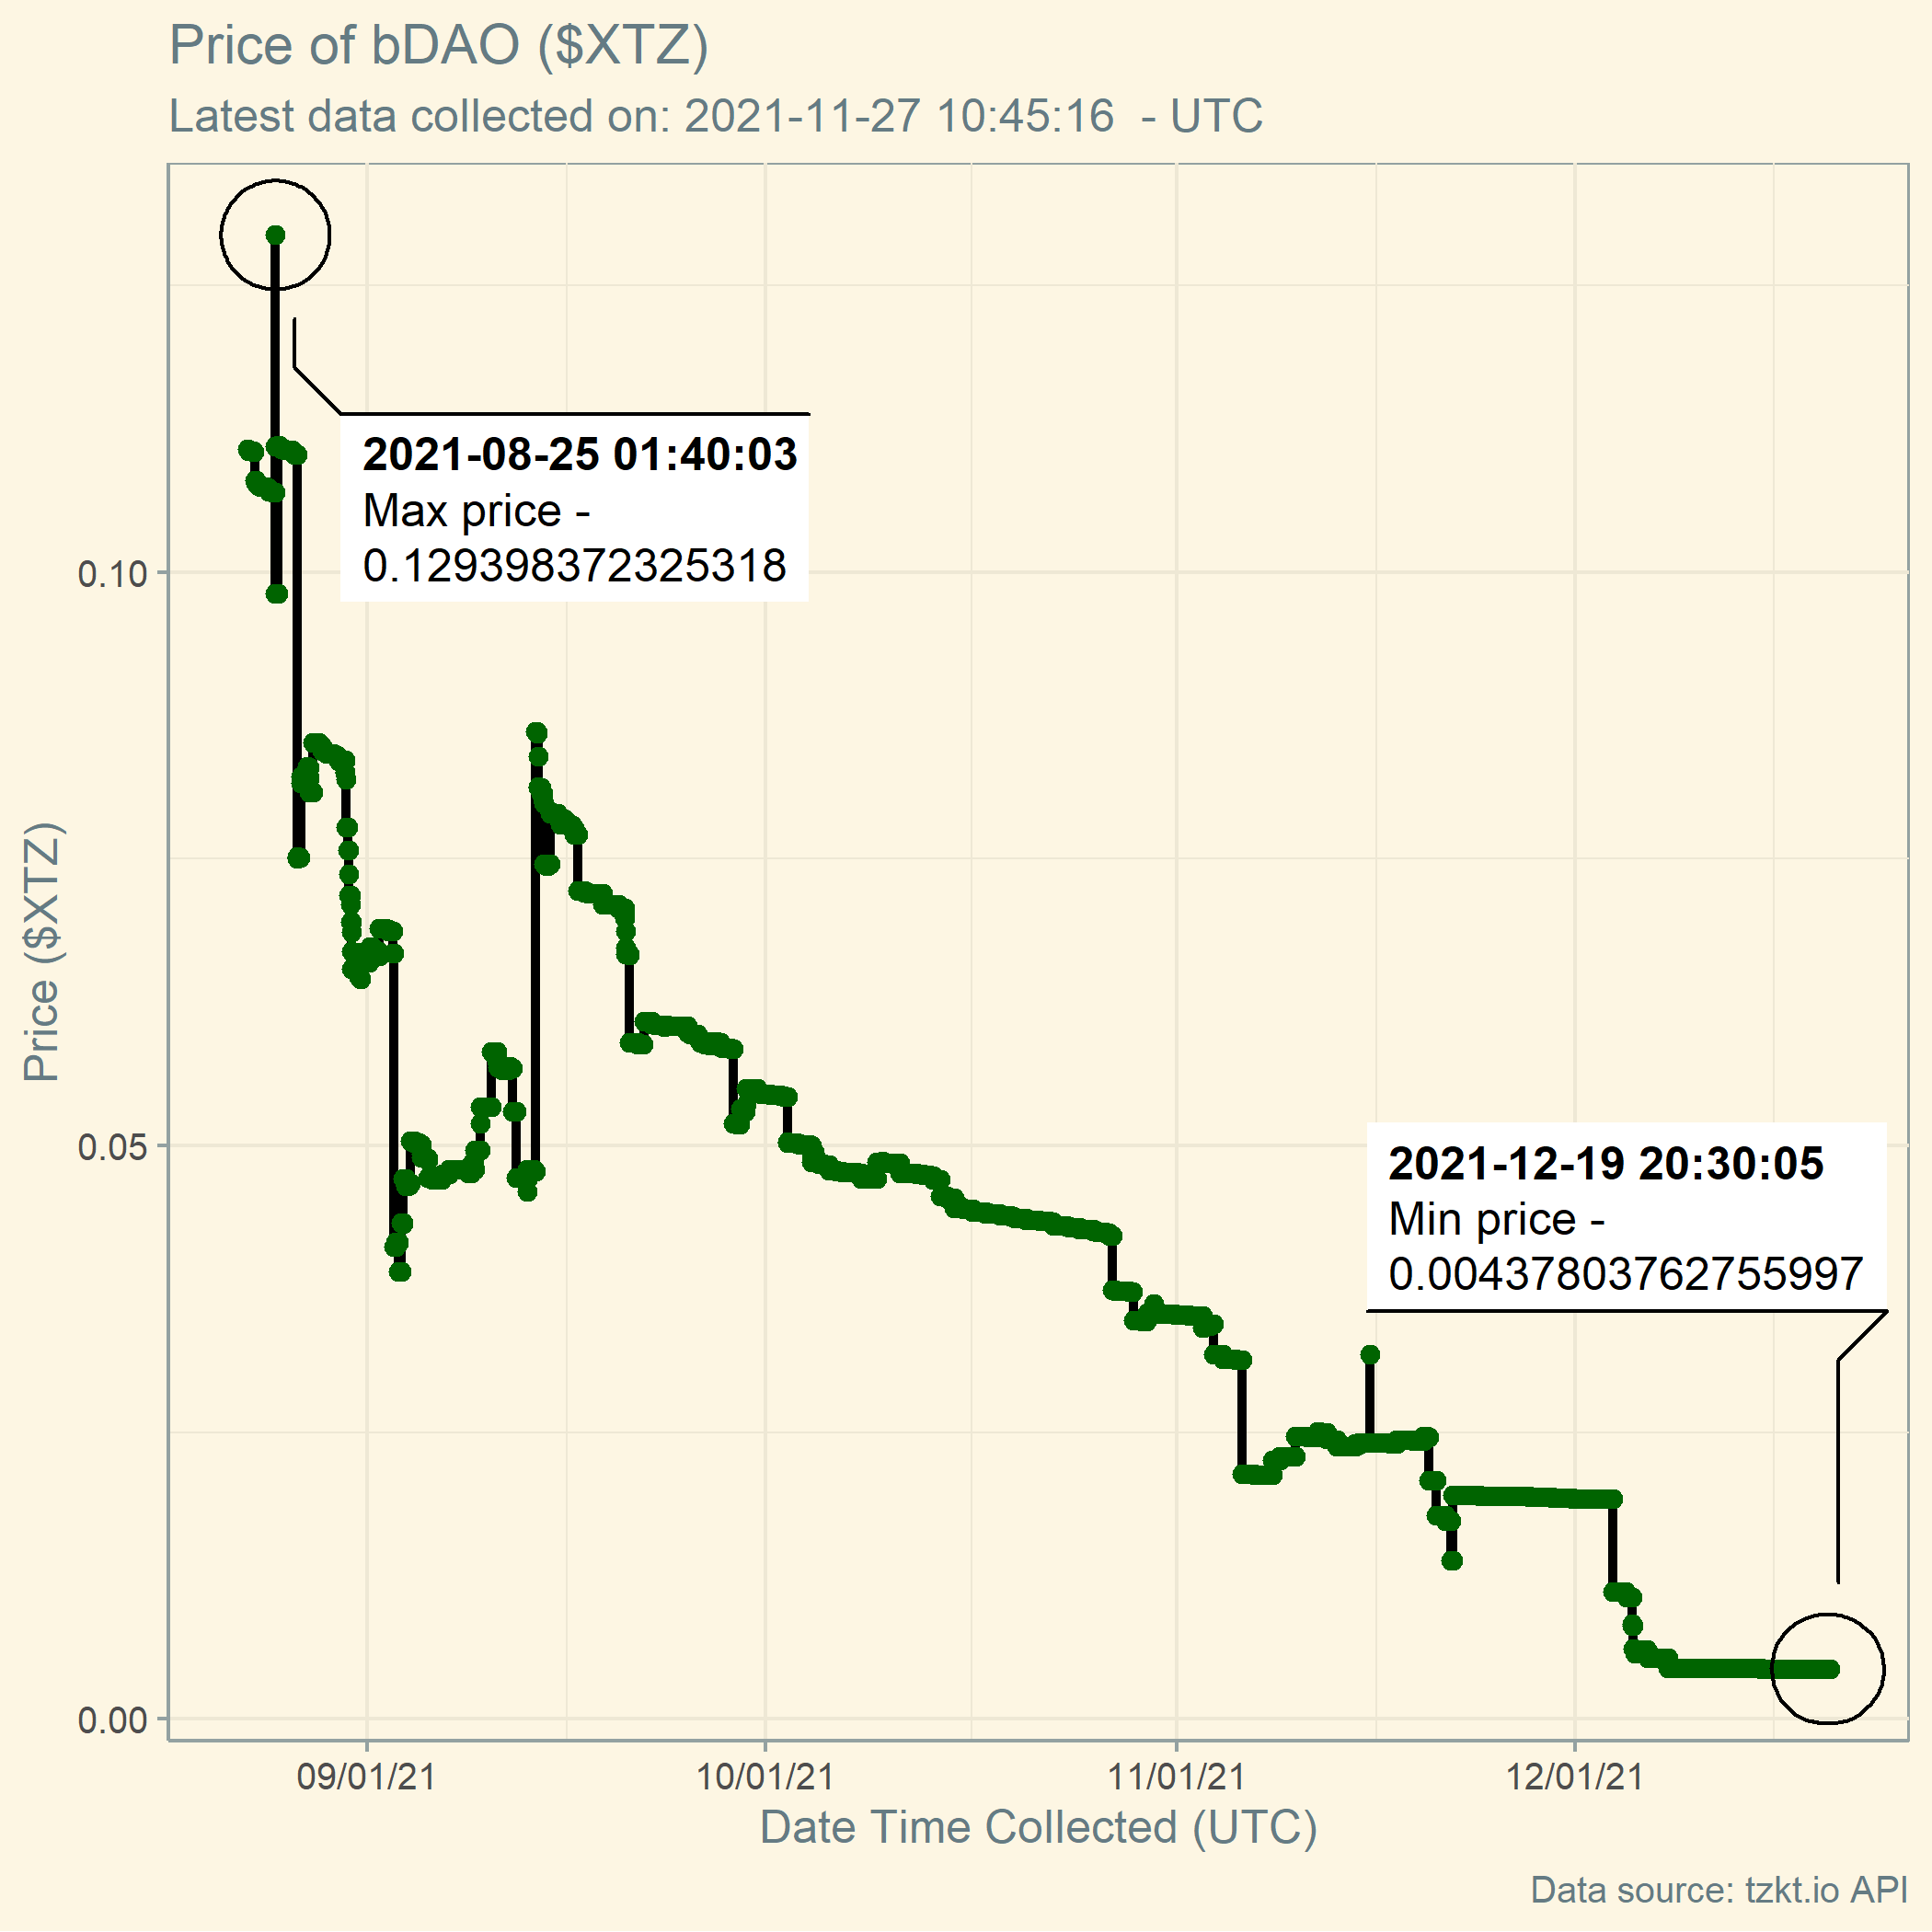 Price of bDAO ($XTZ)
Latest data collected on: 2021-11-27 10:45:16  - UTC
2021-08-25 01:40:03
Max price -
0.129398372325318
0.10
0.05
0.00
Price ($XTZ)
2021-12-19 20:30:05
Min price -
0.00437803762755997
09/01/21
10/01/21
11/01/21
12/01/21
Date Time Collected (UTC)
Data source: tzkt.io API